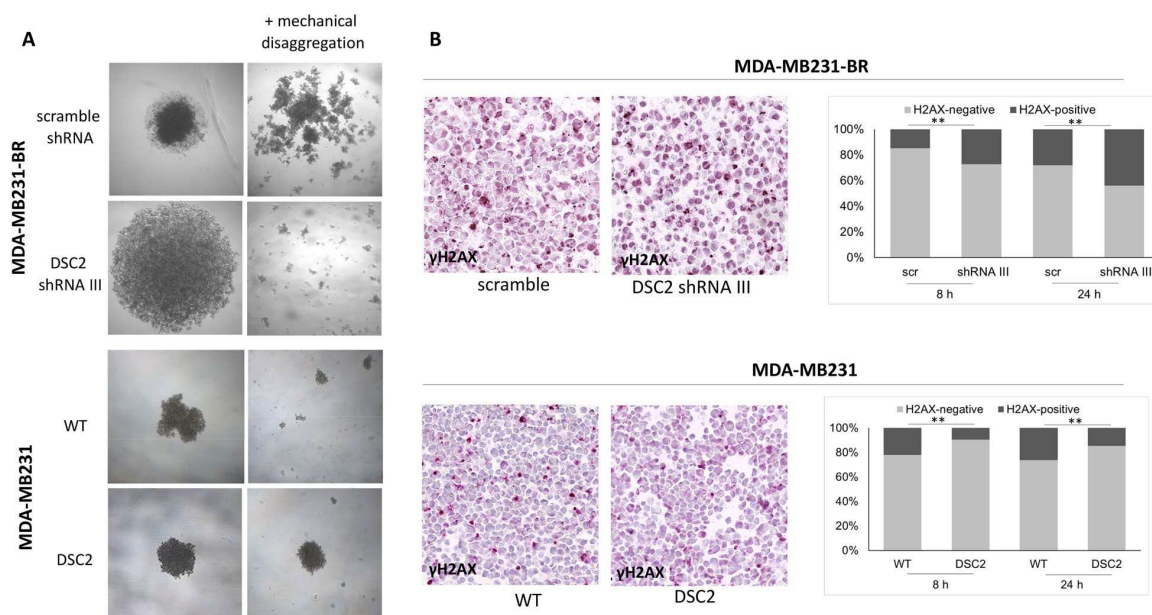 A
+ mechanical
disaggregation
MDA-MB231-BR
scramble
shRNA
DSC2
shRNA III
MDA-MB231
WT
DSC2
B
MDA-MB231-BR
γH2AX
scramble
γH2AX
DSC2 shRNA III
H2AX-negative H2AX-positive
** **
100%
80%
60%
40%
20%
0%
scr shRNA III scr shRNA III
8 h 24 h
MDA-MB231
γH2AX
WT
γH2AX
DSC2
H2AX-negative H2AX-positive
** **
100%
80%
60%
40%
20%
0%
WT DSC2 WT DSC2
8 h 24 h